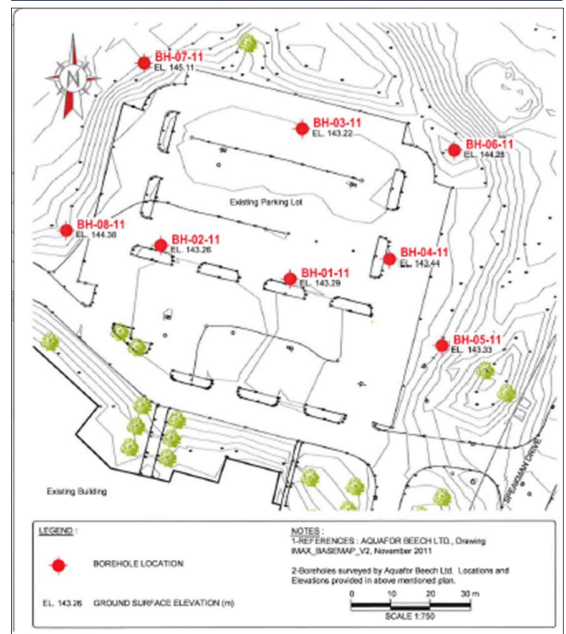 N
BH-07-11
EL. 145.11
BH-03-11
EL. 143.22
BH-06-11
EL. 144.28
Existing Parking Lot
BH-08-11
EL. 144.38
BH-02-11
EL. 143.26
BH-04-11
EL. 143.44
BH-01-11
EL. 143.29
BH-05-11
EL. 143.33
SPEAKMAN DRIVE
Existing Building
LEGEND :
BOREHOLE LOCATION
EL. 143.26 GROUND SURFACE ELEVATION (m)
NOTES :
1-REFERENCES : AQUAFOR BEECH LTD., Drawing
IMAX_BASEMAP_V2, November 2011
2-Boreholes surveyed by Aquafor Beech Ltd. Locations and
Elevations provided in above mentioned plan.
0 10 20 30 m
SCALE 1:750